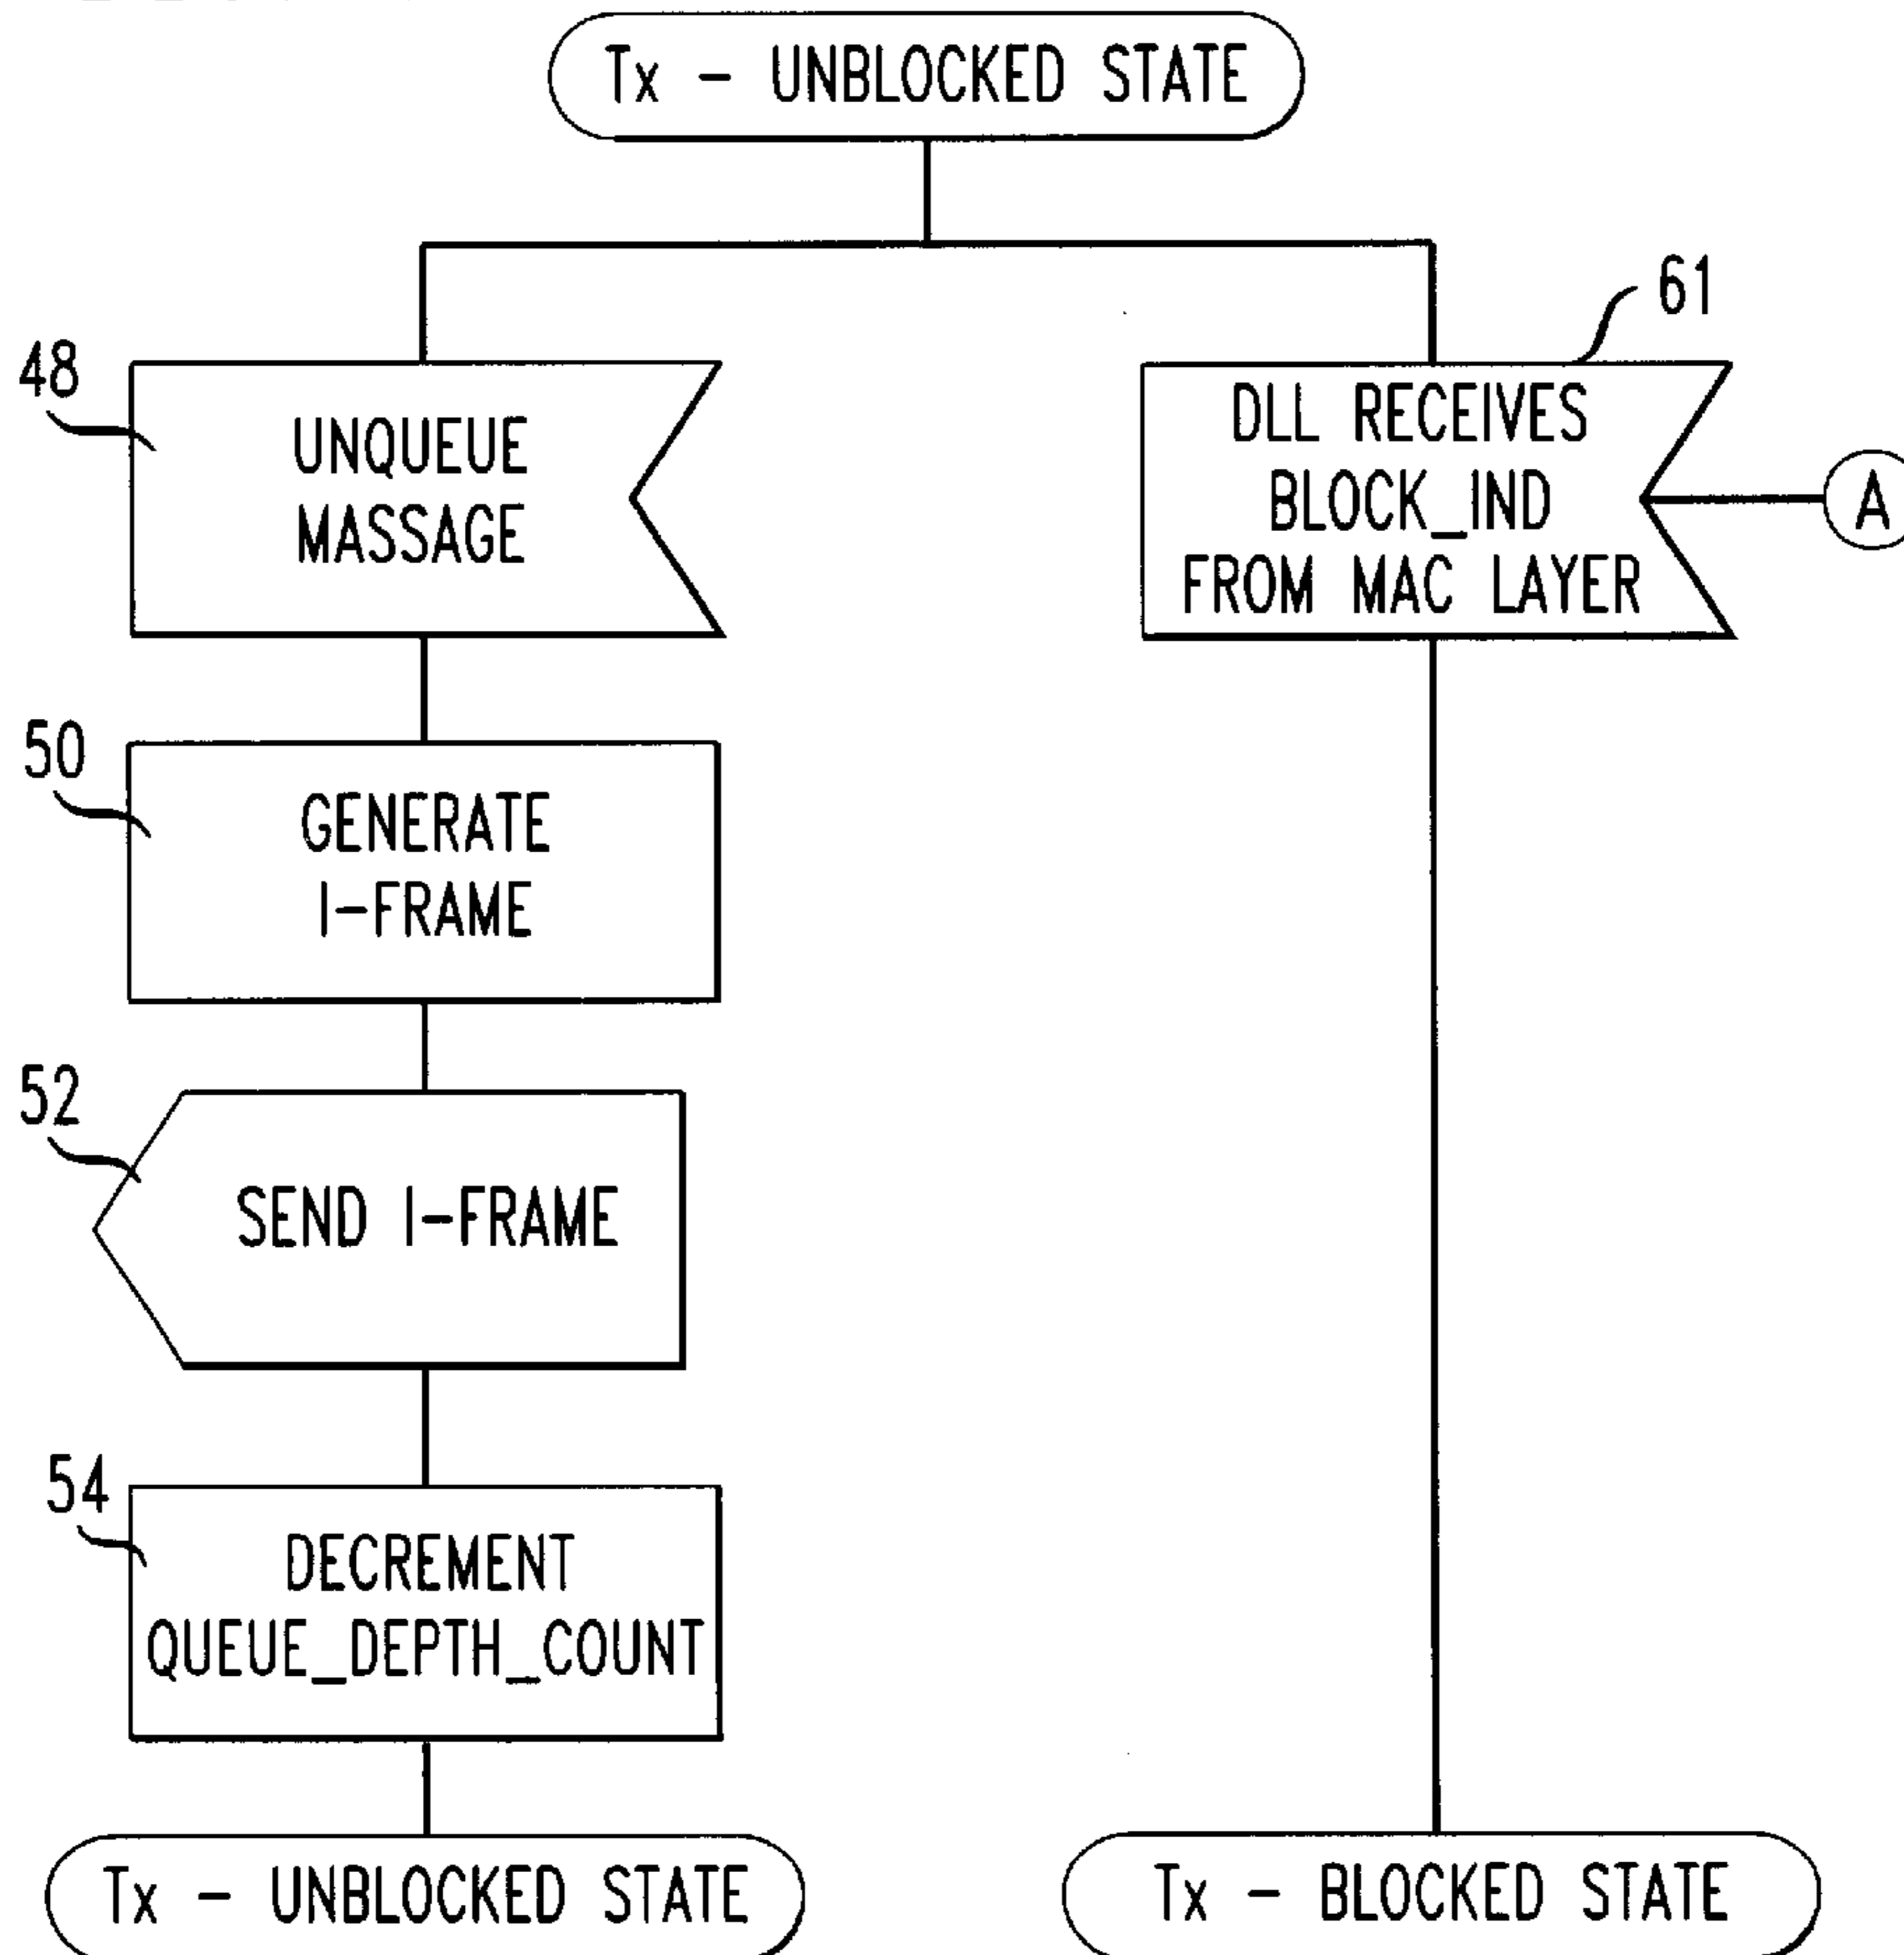 Tx - UNBLOCKED STATE
48
UNQUEUE
MASSAGE
61
DLL RECEIVES
BLOCK_IND
FROM MAC LAYER
A
50
GENERATE
I-FRAME
52
SEND I-FRAME
54
DECREMENT
QUEUE_DEPTH_COUNT
Tx - UNBLOCKED STATE
Tx - BLOCKED STATE